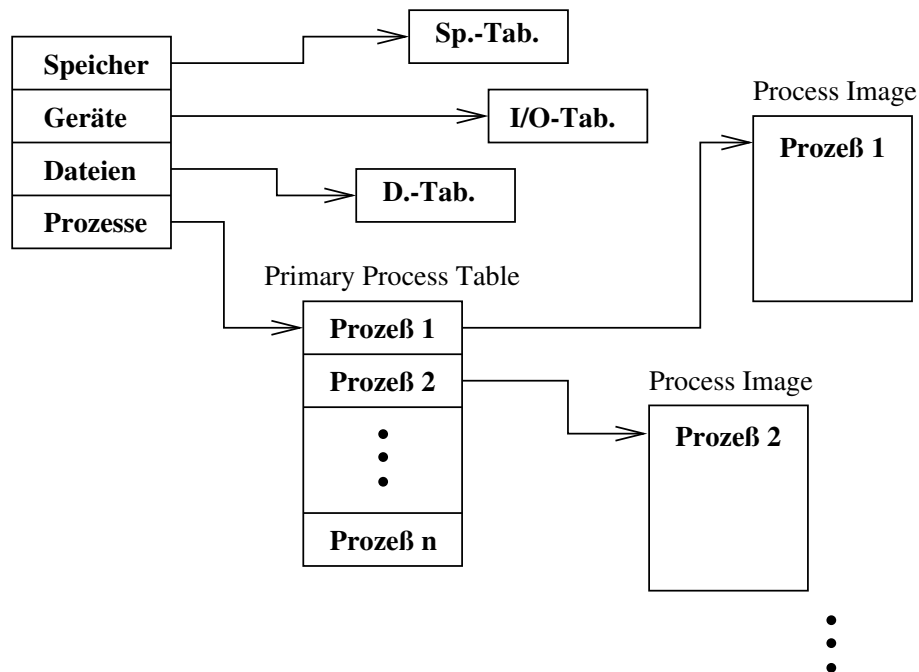 Speicher
Geräte
Dateien
Prozesse
Sp.-Tab.
I/O-Tab.
D.-Tab.
Primary Process Table
Prozeß 1
Prozeß 2
Prozeß n
Process Image
Prozeß 1
Process Image
Prozeß 2